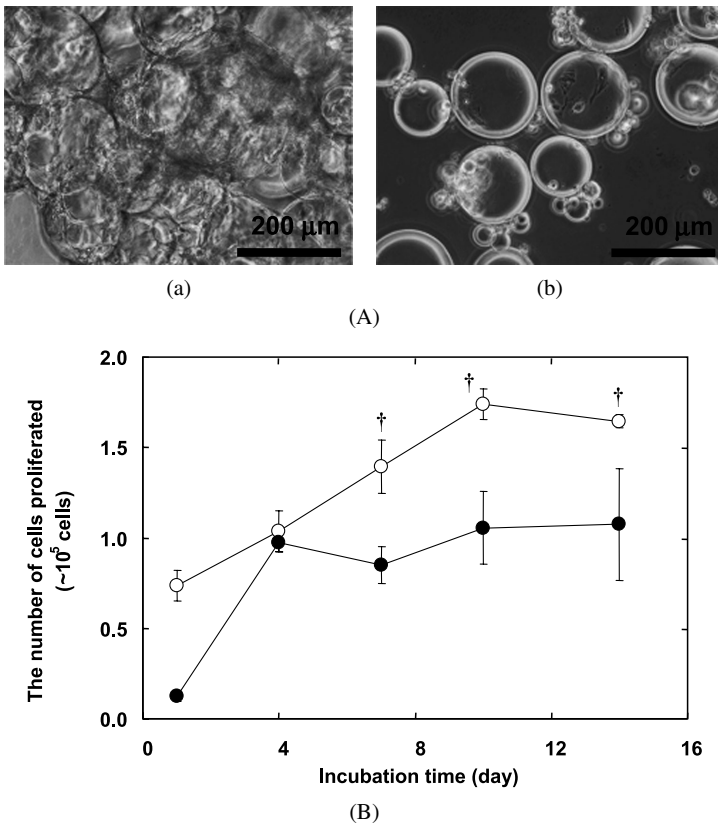 200 μm
200 μm
(a)
(b)
(A)
The number of cells proliferated
(~10⁵ cells)
2.0
1.5
1.0
0.5
0.0
†
†
†
0
4
8
12
16
Incubation time (day)
(B)